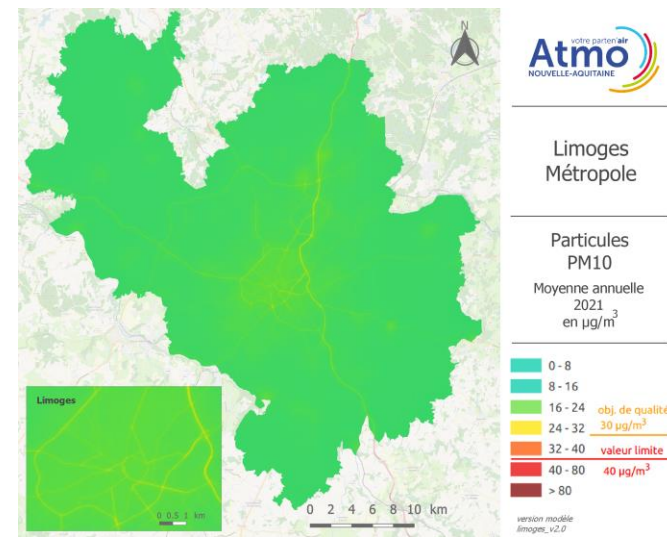 N
votre parten'air
Atmo
NOUVELLE-AQUITAINE
Limoges
Métropole
Particules
PM10
Moyenne annuelle
2021
en µg/m³
0 - 8
8 - 16
16 - 24
24 - 32
32 - 40
40 - 80
> 80
obj. de qualité
30 µg/m³
valeur limite
40 µg/m³
version modèle
limoges_v2.0
Limoges
0 0.5 1 km
0 2 4 6 8 10 km